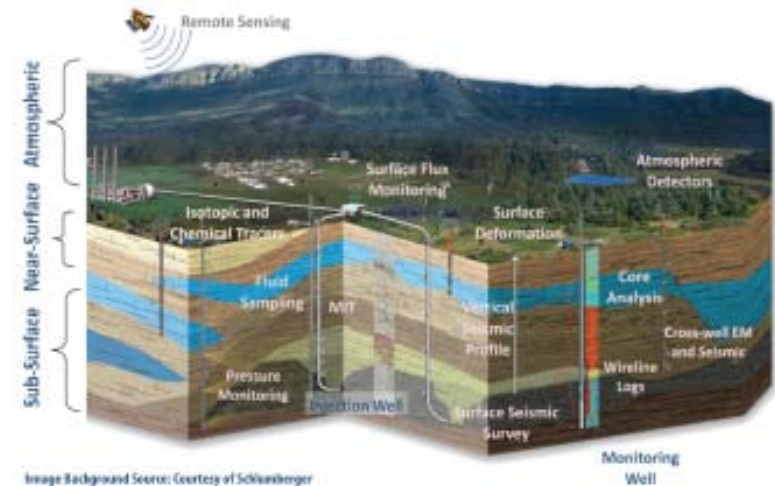 Remote Sensing
Atmospheric
Near-Surface
Sub-Surface
Surface Flux
Monitoring
Atmospheric
Detectors
Isotopic and
Chemical Tracers
Surface
Deformation
Fluid
Sampling
MIT
Vertical
Seismic
Profile
Core
Analysis
Cross-well EM
and Seismic
Pressure
Monitoring
Injection Well
Wireline
Logs
Surface Seismic
Survey
Monitoring
Well
Image Background Source: Courtesy of Schlumberger